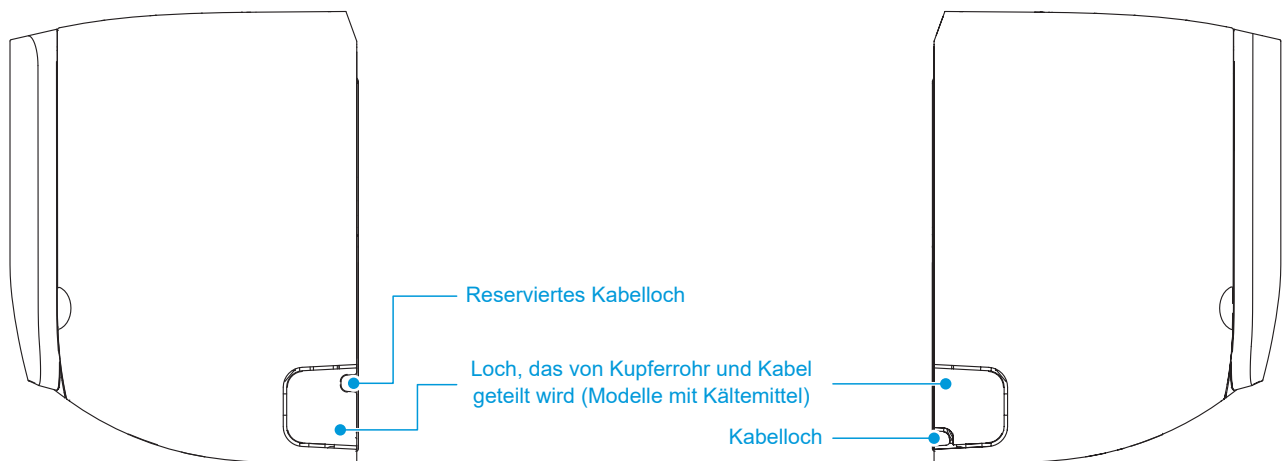 Reserviertes Kabelloch
Loch, das von Kupferrohr und Kabel
geteilt wird (Modelle mit Kältemittel)
Kabelloch